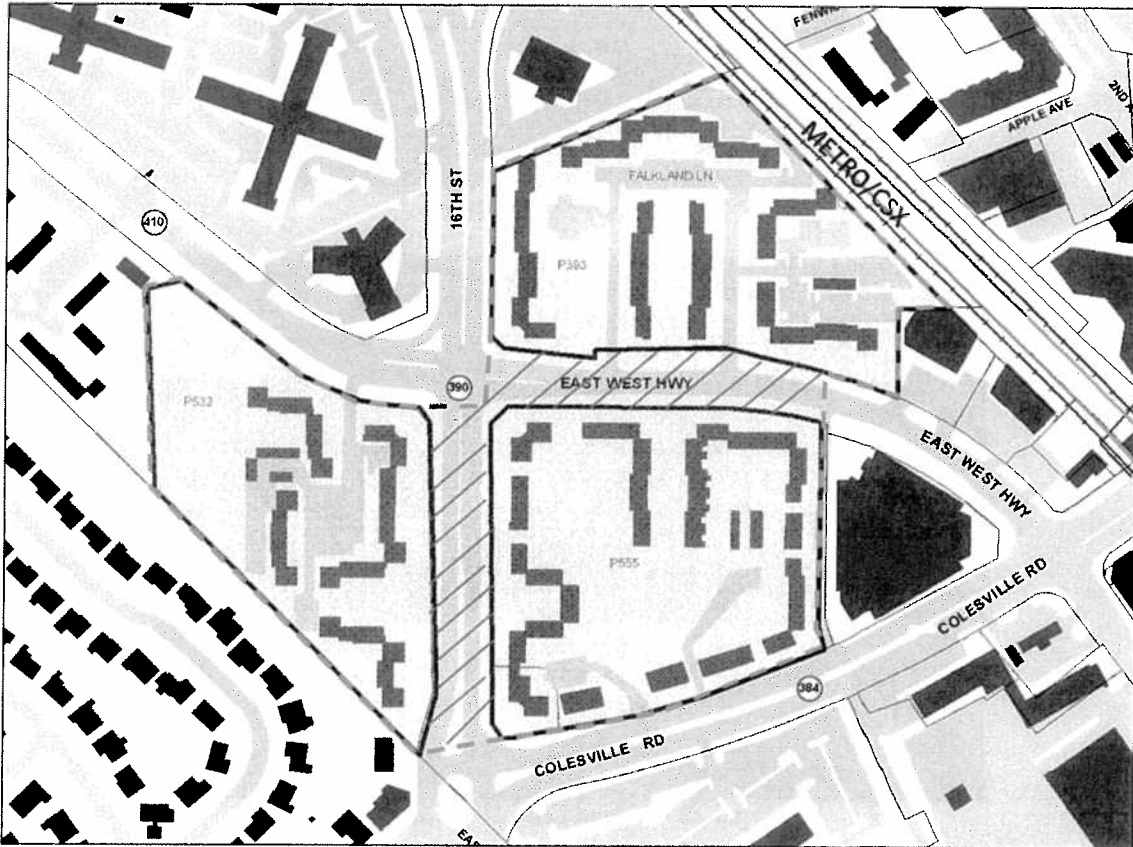 FENWI
2ND A
APPLE AVE
METRO/CSX
16TH ST
FALKLAND LN
410
P393
390
EAST WEST HWY
P532
EAST WEST HWY
P555
COLESVILLE RD
384
COLESVILLE RD
EAS